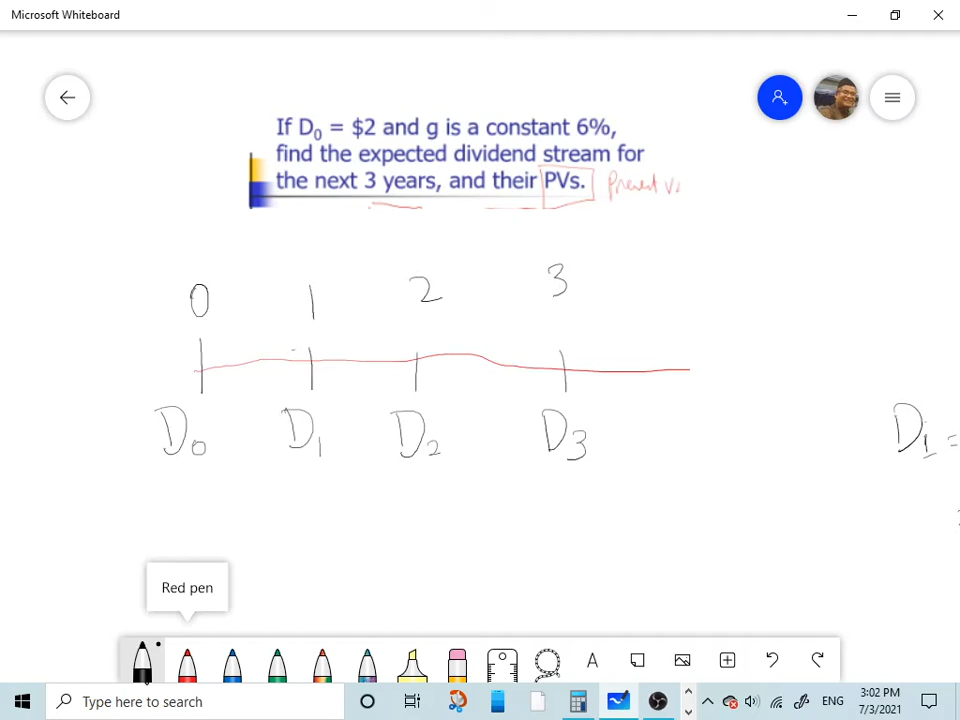 Microsoft Whiteboard
If D0 = $2 and g is a constant 6%,
find the expected dividend stream for
the next 3 years, and their PVs. Present
0 1 2 3
D0 D1 D2 D3
Di =
Red pen
A
Type here to search
ENG
3:02 PM
7/3/2021